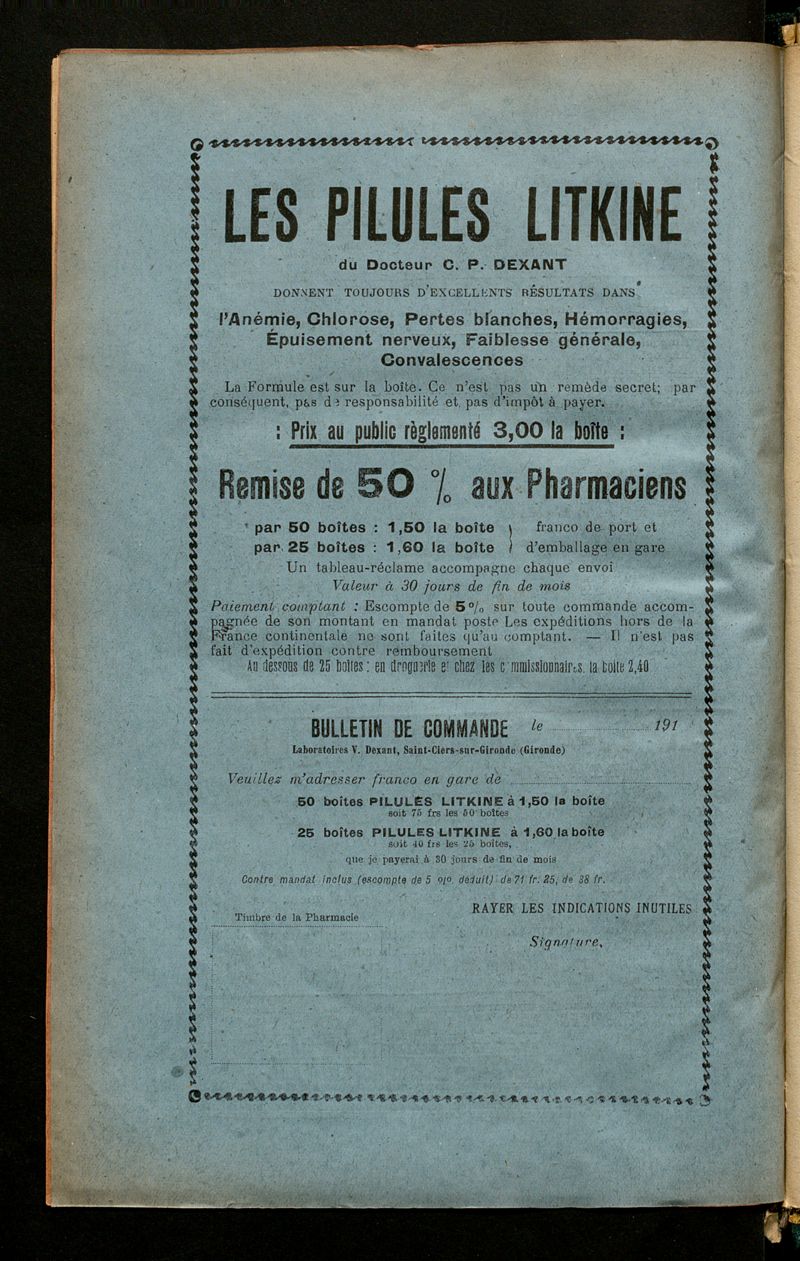 LES PILULES LITKINE
du Docteur C. P. DEXANT
DONNENT TOUJOURS D'EXCELLENTS RÉSULTATS DANS
l'Anémie, Chlorose, Pertes blanches, Hémorragies,
Épuisement nerveux, Faiblesse générale,
Convalescences
La Formule est sur la boîte. Ce n'est pas un remède secret; par
conséquent, pas de responsabilité et pas d'impôt à payer.
: Prix au public règlementé 3,00 la boîte :
Remise de 50 % aux Pharmaciens
par 50 boîtes : 1,50 la boîte } franco de port et
par 25 boîtes : 1,60 la boîte } d'emballage en gare
Un tableau-réclame accompagne chaque envoi
Valeur à 30 jours de fin de mois
Paiement comptant : Escompte de 5 % sur toute commande accom-
pagnée de son montant en mandat poste Les expéditions hors de la
France continentale ne sont faites qu'au comptant. — Il n'est pas
fait d'expédition contre remboursement
Au dessous de 25 boîtes : en droguerie et chez les commissionnaires, la boîte 2,40
BULLETIN DE COMMANDE le 191
Laboratoires V. Dexant, Saint-Ciers-sur-Gironde (Gironde)
Veuillez m'adresser franco en gare de
50 boîtes PILULES LITKINE à 1,50 la boîte
soit 75 frs les 50 boîtes
25 boîtes PILULES LITKINE à 1,60 la boîte
soit 40 frs les 25 boîtes,
que je payerai à 30 jours de fin de mois
Contre mandat inclus (escompte de 5 o/o déduit) de 71 fr. 25, de 38 fr.
RAYER LES INDICATIONS INUTILES
Timbre de la Pharmacie
Signature,